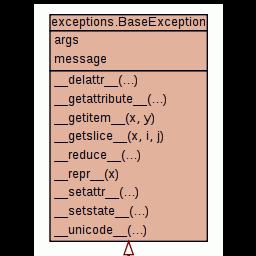 exceptions.BaseException
args
message
__delattr__(...)
__getattribute__(...)
__getitem__(x, y)
__getslice__(x, i, j)
__reduce__(...)
__repr__(x)
__setattr__(...)
__setstate__(...)
__unicode__(...)